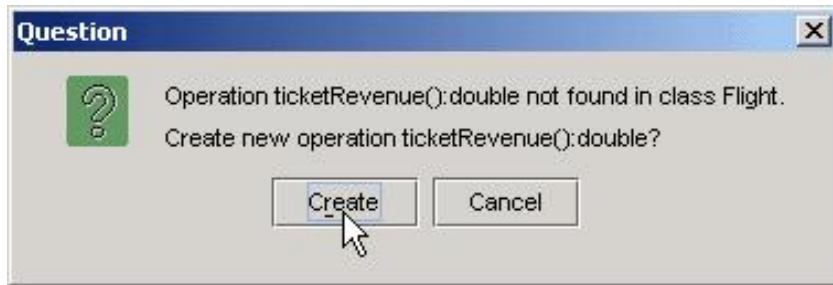 Question
Operation ticketRevenue():double not found in class Flight.
Create new operation ticketRevenue():double?
Create Cancel